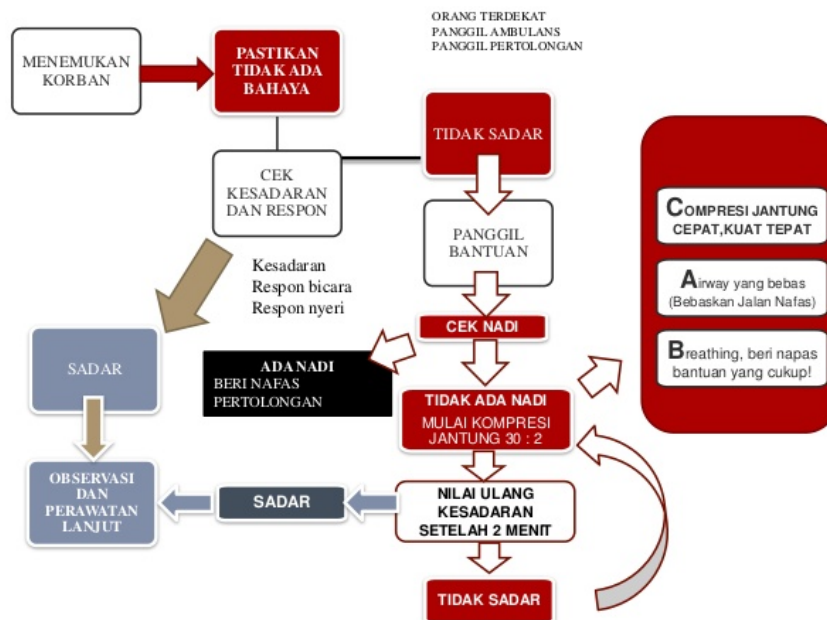 ORANG TERDEKAT
PANGGIL AMBULANS
PANGGIL PERTOLONGAN
MENEMUKAN
KORBAN
PASTIKAN
TIDAK ADA
BAHAYA
TIDAK SADAR
CEK
KESADARAN
DAN RESPON
PANGGIL
BANTUAN
COMPRESI JANTUNG
CEPAT,KUAT TEPAT
Airway yang bebas
(Bebaskan Jalan Nafas)
Breathing, beri napas
bantuan yang cukup!
Kesadaran
Respon bicara
Respon nyeri
CEK NADI
SADAR
ADA NADI
BERI NAFAS
PERTOLONGAN
TIDAK ADA NADI
MULAI KOMPRESI
JANTUNG 30 : 2
OBSERVASI
DAN
PERAWATAN
LANJUT
SADAR
NILAI ULANG
KESADARAN
SETELAH 2 MENIT
TIDAK SADAR